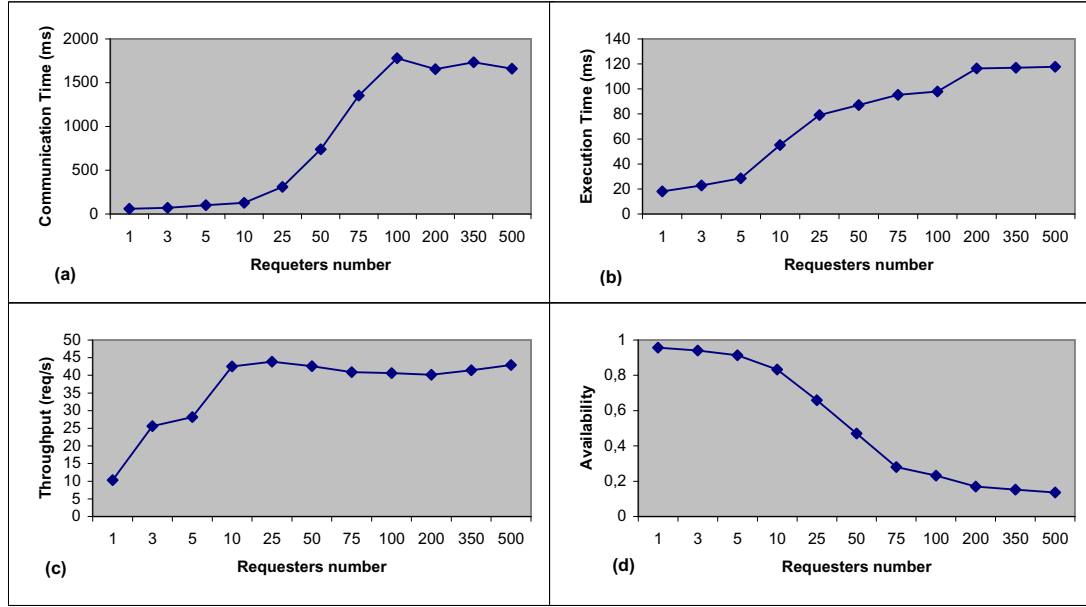 Communication Time (ms)
2000
1500
1000
500
0
1 3 5 10 25 50 75 100 200 350 500
Requeters number
(a)
Execution Time (ms)
140
120
100
80
60
40
20
0
1 3 5 10 25 50 75 100 200 350 500
Requesters number
(b)
Throughput (req/s)
50
45
40
35
30
25
20
15
10
5
0
1 3 5 10 25 50 75 100 200 350 500
Requesters number
(c)
Availability
1
0,8
0,6
0,4
0,2
0
1 3 5 10 25 50 75 100 200 350 500
Requesters number
(d)